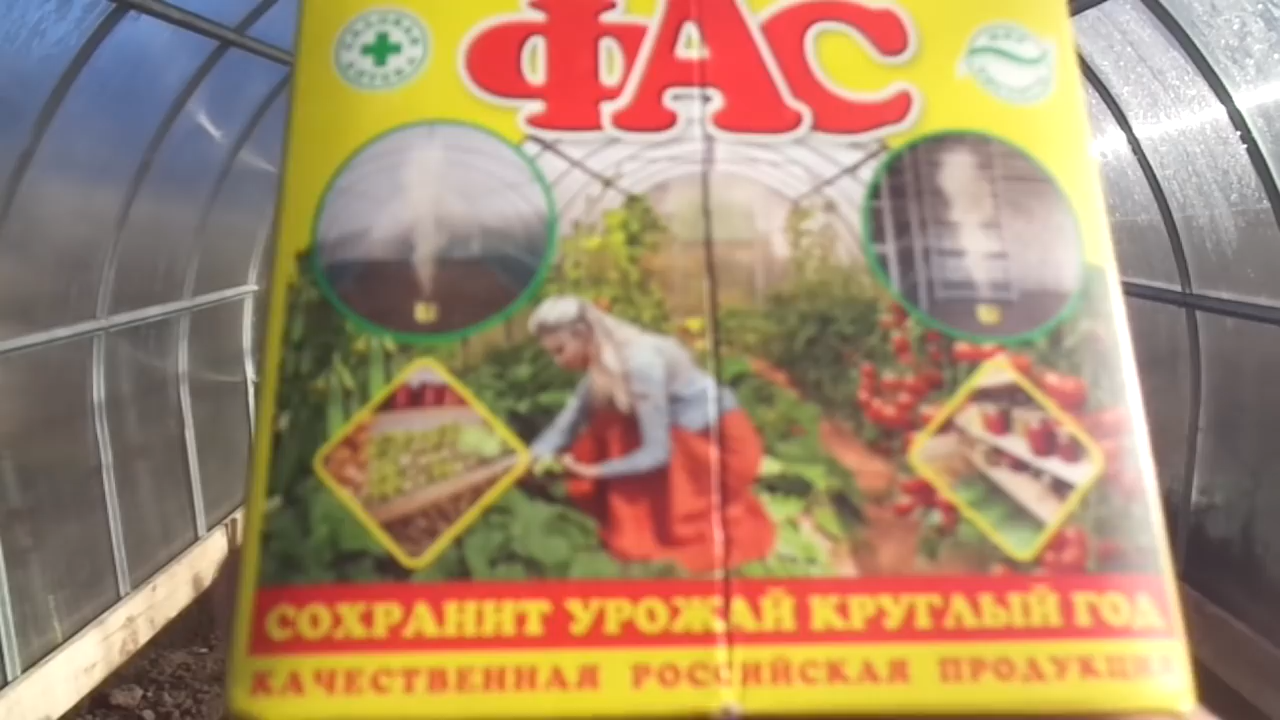 ФАС
СОХРАНИТ УРОЖАЙ КРУГЛЫЙ ГОД
КАЧЕСТВЕННАЯ РОССИЙСКАЯ ПРОДУКЦИЯ